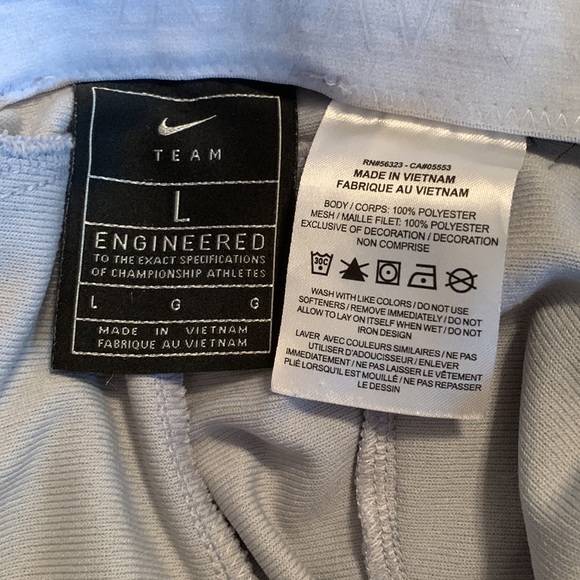 TEAM
L
ENGINEERED
TO THE EXACT SPECIFICATIONS
OF CHAMPIONSHIP ATHLETES
L G G
MADE IN VIETNAM
FABRIQUE AU VIETNAM
RN#56323 - CA#05553
MADE IN VIETNAM
FABRIQUE AU VIETNAM
BODY / CORPS: 100% POLYESTER
MESH / MAILLE FILET: 100% POLYESTER
EXCLUSIVE OF DECORATION / DECORATION
NON COMPRISE
30C
WASH WITH LIKE COLORS / DO NOT USE
SOFTENERS / REMOVE IMMEDIATELY / DO NOT
ALLOW TO LAY ON ITSELF WHEN WET / DO NOT
IRON DESIGN
LAVER AVEC COULEURS SIMILAIRES / NE PAS
UTILISER D'ADOUCISSEUR / ENLEVER
IMMEDIATEMENT / NE PAS LAISSER LE VÊTEMENT
PLIÉ LORSQU'IL EST MOUILLÉ / NE PAS REPASSER
LE DESSIN